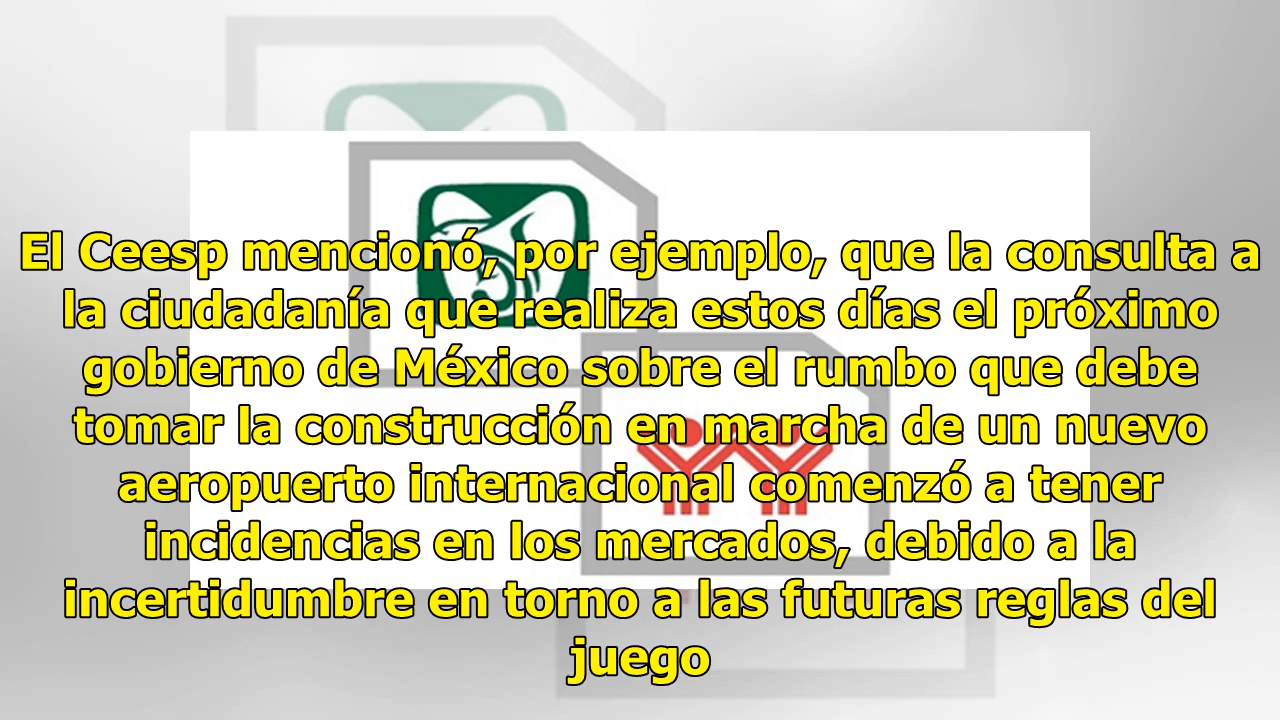 El Ceesp mencionó, por ejemplo, que la consulta a
la ciudadanía que realiza estos días el próximo
gobierno de México sobre el rumbo que debe
tomar la construcción en marcha de un nuevo
aeropuerto internacional comenzó a tener
incidencias en los mercados, debido a la
incertidumbre en torno a las futuras reglas del
juego